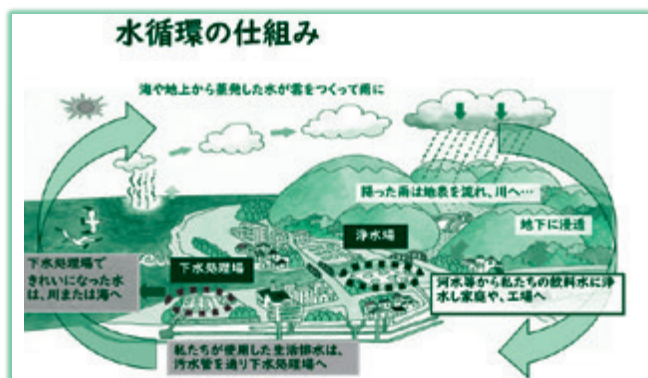 水循環の仕組み
海や地上から蒸発した水が雲をつくって雨に
降った雨は地表を流れ、川へ…
地下に浸透
浄水場
下水処理場
下水処理場で
きれいになった水
は、川または海へ
河水等から私たちの飲料水に浄
水し家庭や、工場へ
私たちが使用した生活排水は、
汚水管を通り下水処理場へ